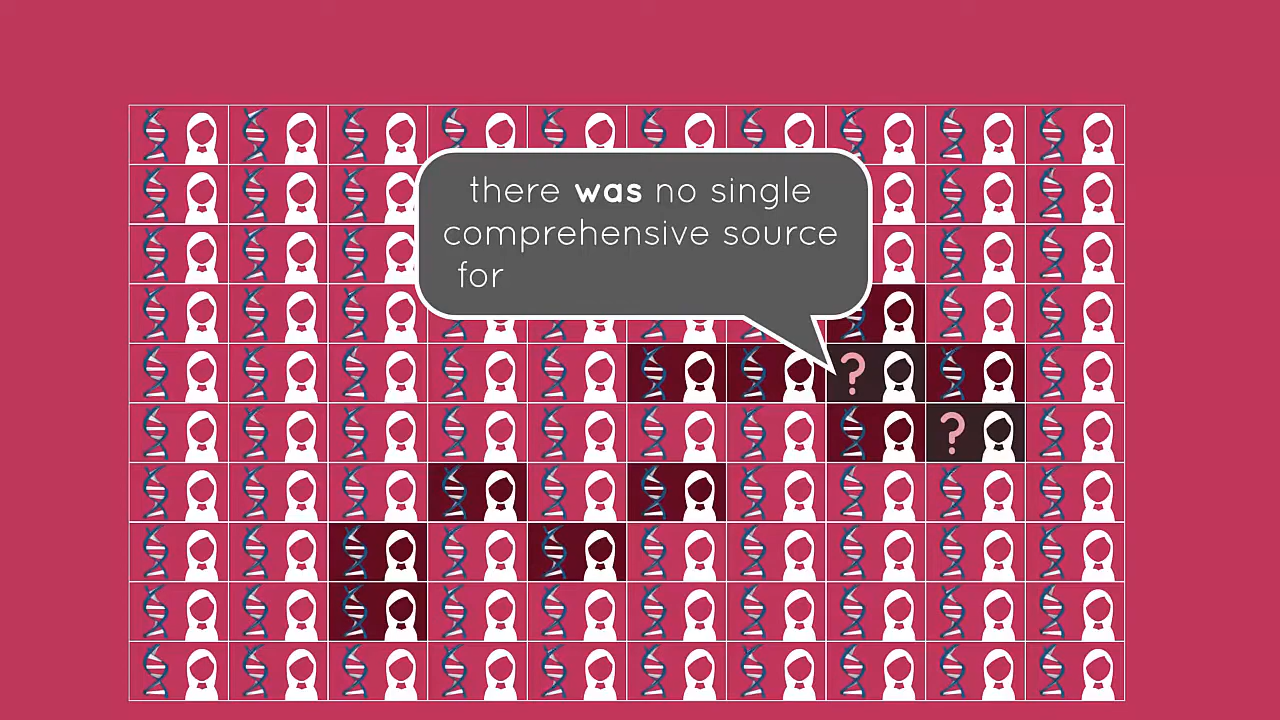 there was no single
comprehensive source
for
? 
?